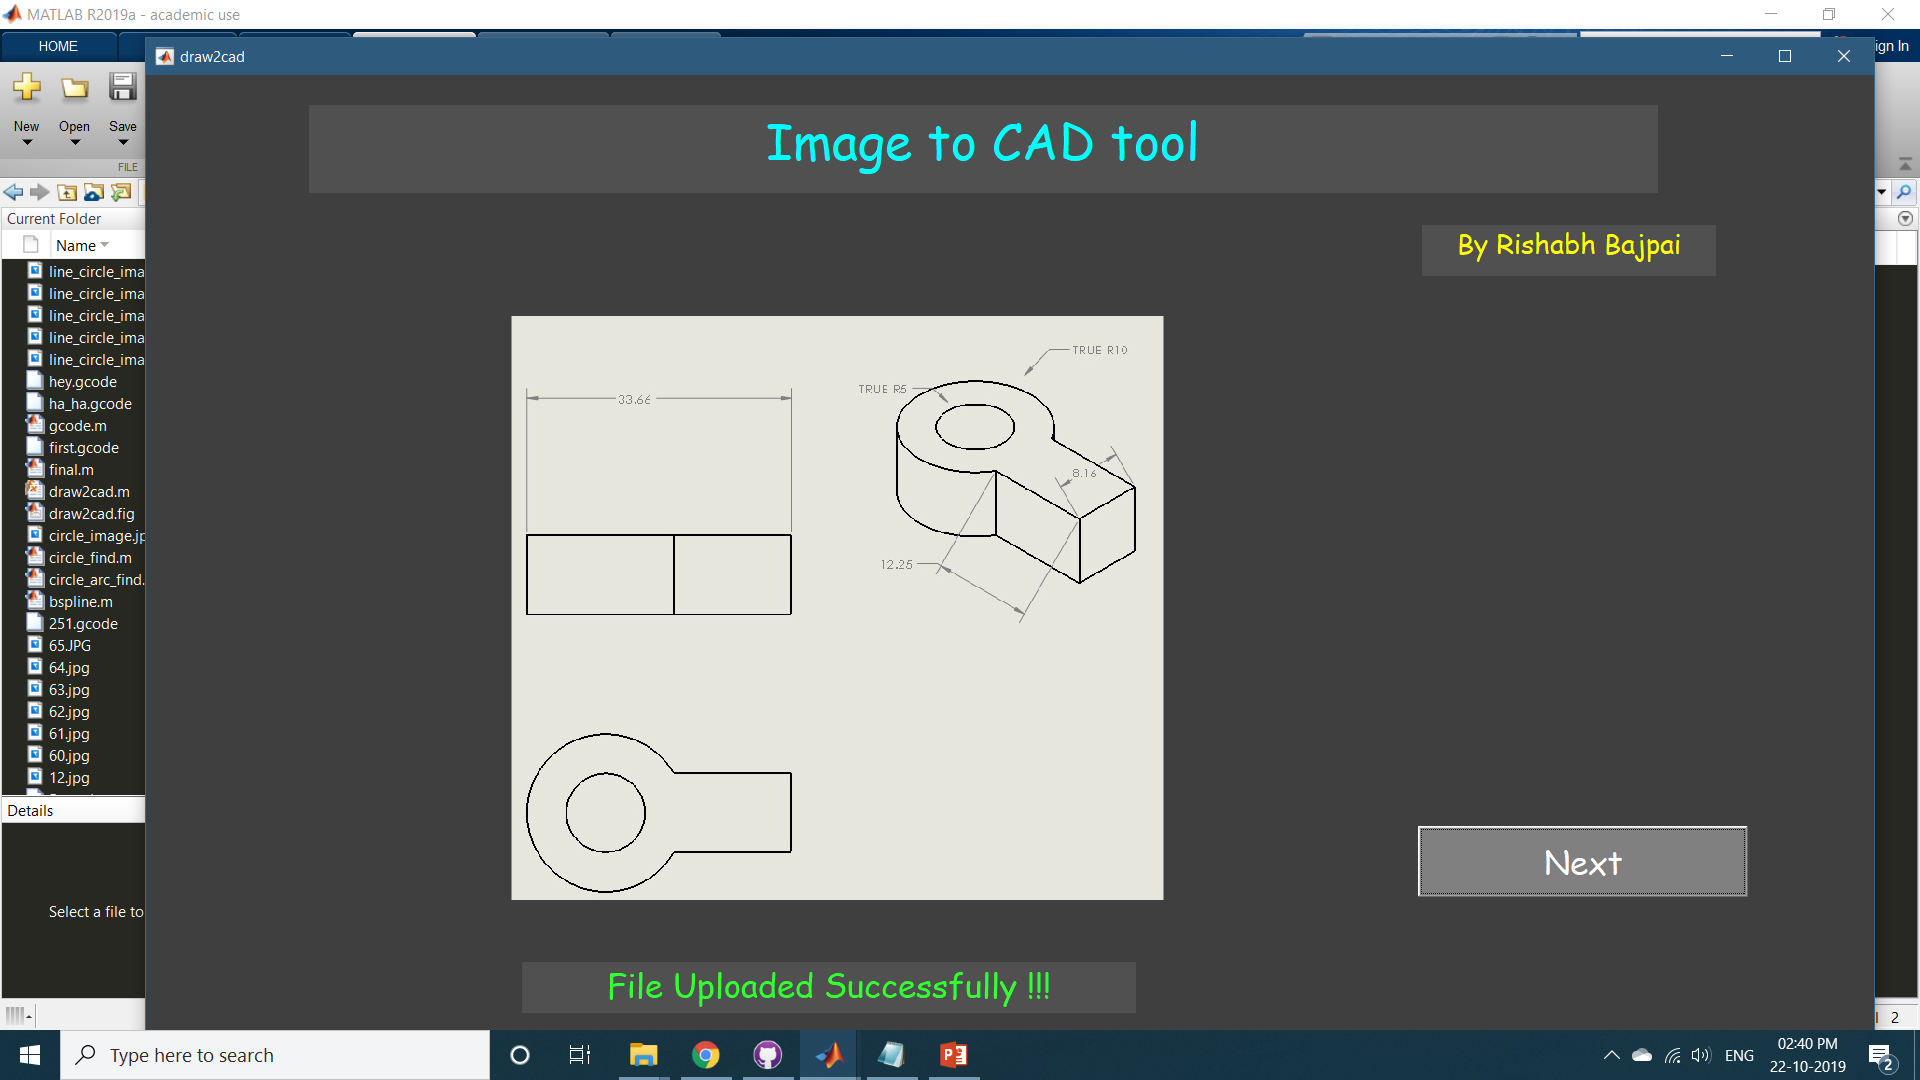 MATLAB R2019a - academic use
HOME
ign In
draw2cad
New
Open
Save
FILE
Image to CAD tool
By Rishabh Bajpai
Current Folder
Name
line_circle_ima
line_circle_ima
line_circle_ima
line_circle_ima
line_circle_ima
hey.gcode
ha_ha.gcode
gcode.m
first.gcode
final.m
draw2cad.m
draw2cad.fig
circle_image.jp
circle_find.m
circle_arc_find.
bspline.m
251.gcode
65.JPG
64.jpg
63.jpg
62.jpg
61.jpg
60.jpg
12.jpg
Details
Select a file to
TRUE R10
TRUE R5
33.66
8.16
12.25
Next
File Uploaded Successfully !!!
2
Type here to search
ENG
02:40 PM
22-10-2019
2